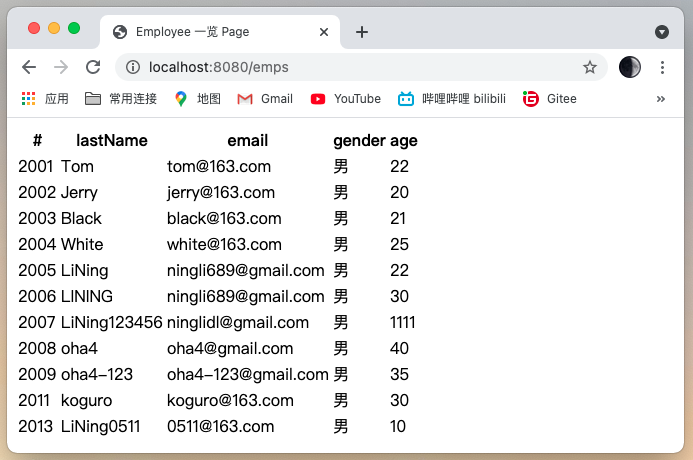 Employee 一览 Page
localhost:8080/emps
应用 常用连接 地图 Gmail YouTube 哔哩哔哩 bilibili Gitee
# lastName email gender age
2001 Tom tom@163.com 男 22
2002 Jerry jerry@163.com 男 20
2003 Black black@163.com 男 21
2004 White white@163.com 男 25
2005 LiNing ningli689@gmail.com 男 22
2006 LINING ningli689@gmail.com 男 30
2007 LiNing123456 ninglidl@gmail.com 男 1111
2008 oha4 oha4@gmail.com 男 40
2009 oha4-123 oha4-123@gmail.com 男 35
2011 koguro koguro@163.com 男 30
2013 LiNing0511 0511@163.com 男 10